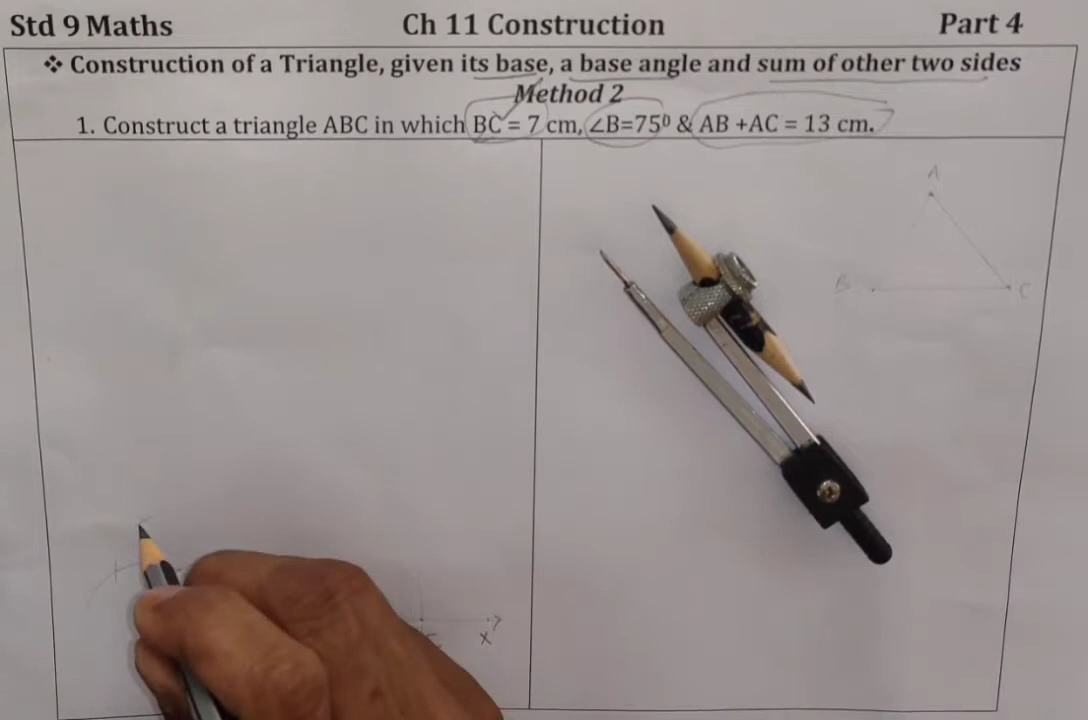 Std 9 Maths Ch 11 Construction Part 4
❖ Construction of a Triangle, given its base, a base angle and sum of other two sides
Method 2
1. Construct a triangle ABC in which BC = 7 cm, ∠B=75⁰ & AB +AC = 13 cm.
A
B C
X